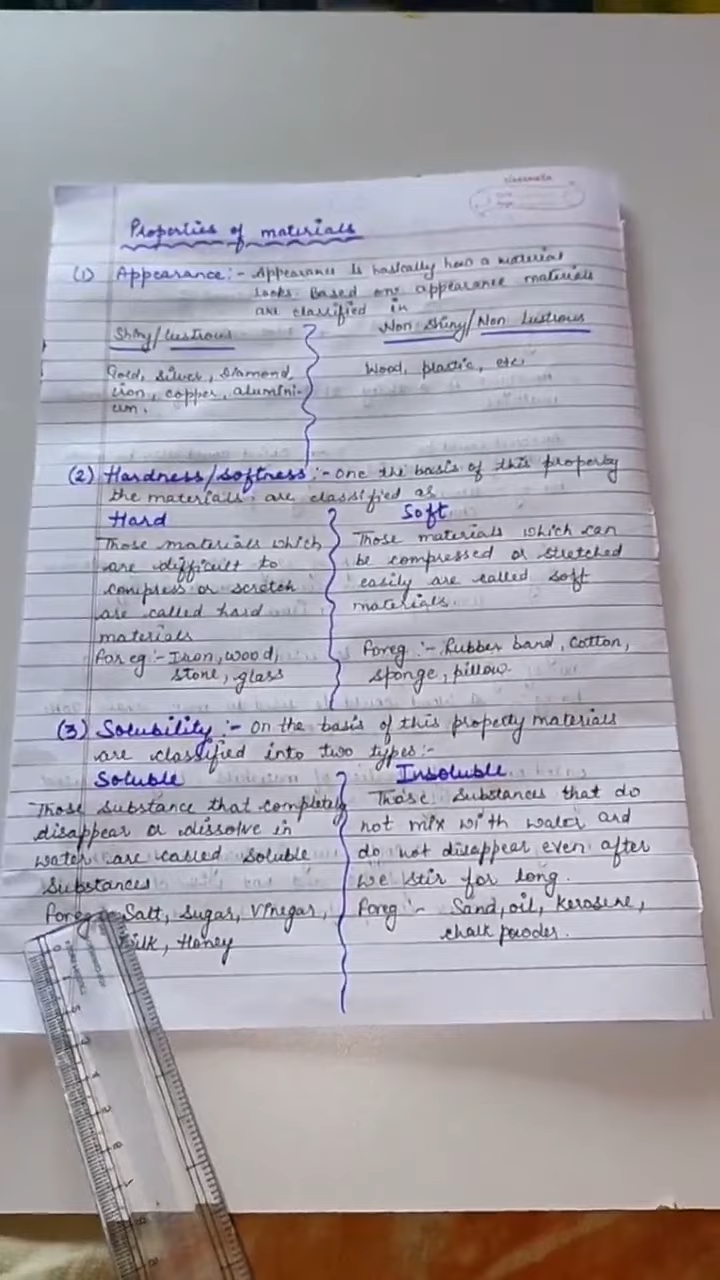 classmate
Date
Page
Properties of materials
(1) Appearance :- Appearance is basically how a material
looks. Based on appearance materials
are classified in
Shiny/Lustrous
Gold, silver, diamond,
iron, copper, alumini-
um.
Non Shiny/Non Lustrous
Wood, plastic, etc
(2) Hardness/softness :- One the basis of this property
the materials are classified as
Hard
Those materials which
are difficult to
compress or scratch
are called hard
materials
For eg :- Iron, wood,
stone, glass
Soft
Those materials which can
be compressed or stretched
easily are called soft
materials.
For eg :- Rubber band, Cotton,
sponge, pillow.
(3) Solubility :- On the basis of this property materials
are classified into two types :-
Soluble
Those substance that completely
disappear or dissolve in
water are called soluble
substances
For eg :- Salt, Sugar, Vinegar,
Milk, Honey
Insoluble
Those substances that do
not mix with water and
do not disappear even after
we stir for long.
For eg :- Sand, oil, Kerosene,
chalk powder.